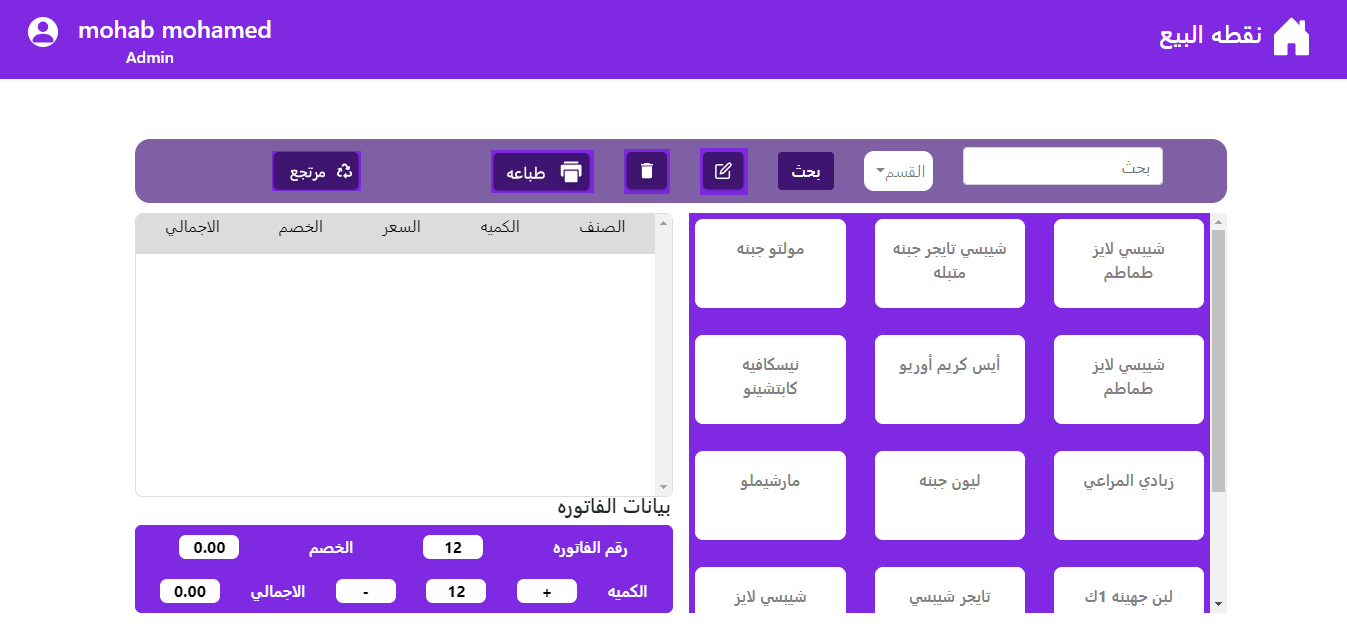 نقطه البيع
mohab mohamed
Admin
بحث
القسم
بحث
طباعه
مرتجع
شيبسي لايز طماطم
شيبسي تايجر جبنه متبله
مولتو جبنه
شيبسي لايز طماطم
أيس كريم أوريو
نيسكافيه كابتشينو
زبادي المراعي
ليون جبنه
مارشيملو
لبن جهينه 1ك
تايجر شيبسي
شيبسي لايز
الصنف الكميه السعر الخصم الاجمالي
بيانات الفاتوره
رقم الفاتوره 12 الخصم 0.00
الكميه + 12 - الاجمالي 0.00